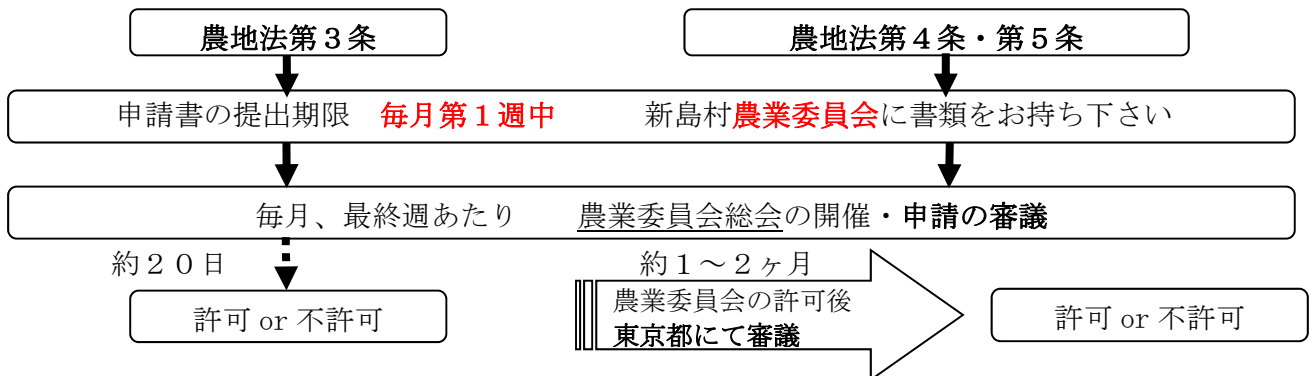 農地法第３条
農地法第４条・第５条
申請書の提出期限　毎月第１週中　　新島村農業委員会に書類をお持ち下さい
毎月、最終週あたり　　農業委員会総会の開催・申請の審議
約２０日
約１～２ヶ月
農業委員会の許可後
東京都にて審議
許可 or 不許可
許可 or 不許可